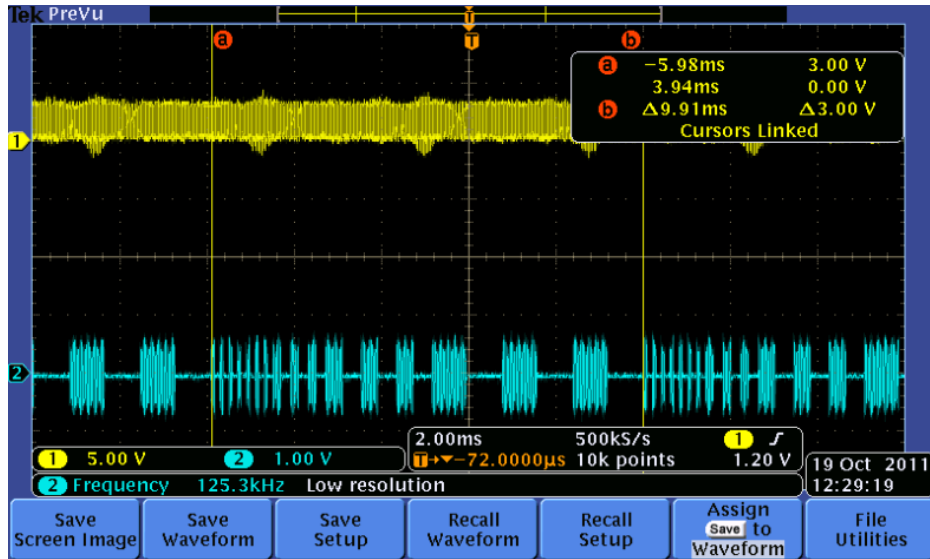 Tek PreVu
T
a b
T
a −5.98ms 3.00 V
3.94ms 0.00 V
b Δ9.91ms Δ3.00 V
Cursors Linked
1
2
1 5.00 V 2 1.00 V
2.00ms 500kS/s 1
T→▼−72.0000µs 10k points 1.20 V
2 Frequency 125.3kHz Low resolution
19 Oct 2011
12:29:19
Save
Screen Image
Save
Waveform
Save
Setup
Recall
Waveform
Recall
Setup
Assign
Save to
Waveform
File
Utilities